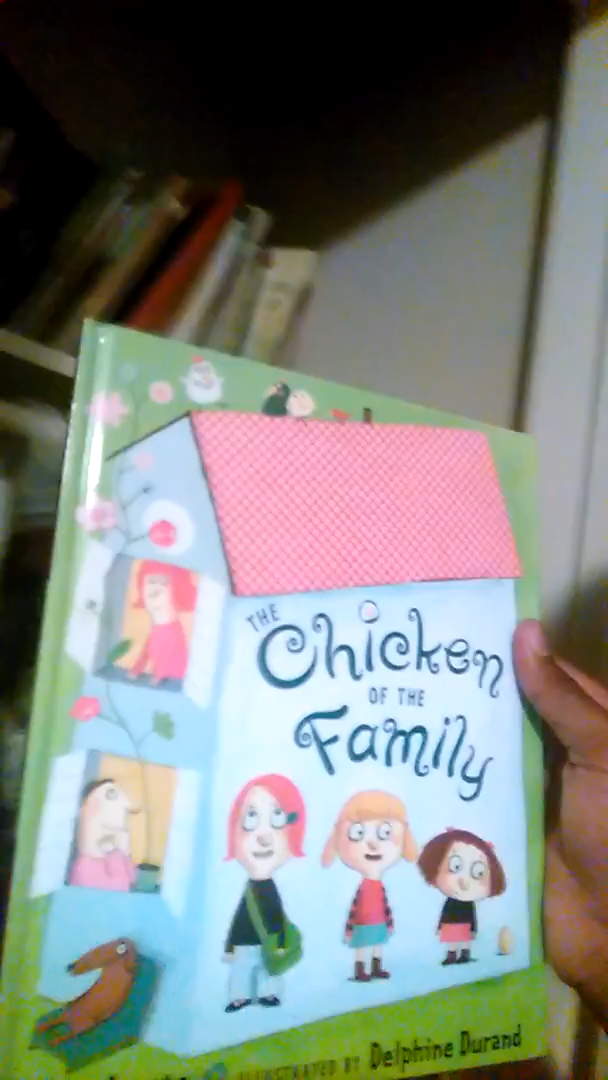 THE
Chicken
OF THE
Family
ILLUSTRATED BY Delphine Durand